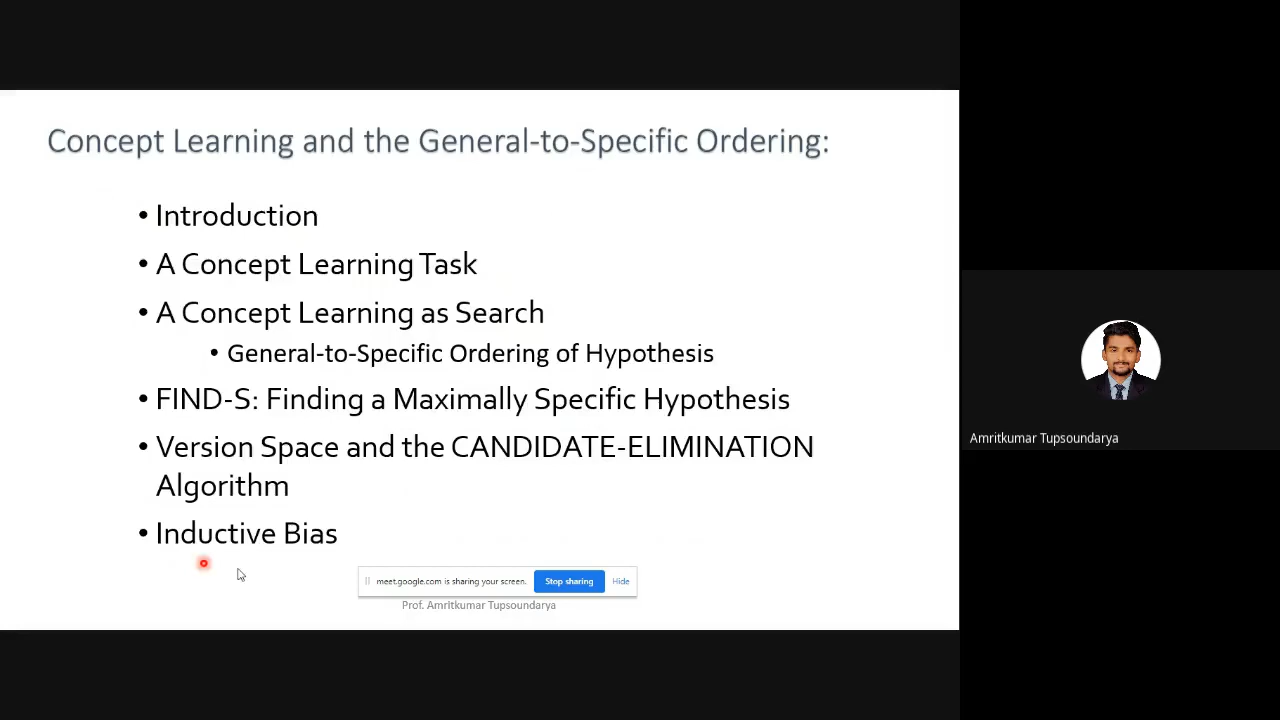 Concept Learning and the General-to-Specific Ordering:
• Introduction
• A Concept Learning Task
• A Concept Learning as Search
• General-to-Specific Ordering of Hypothesis
• FIND-S: Finding a Maximally Specific Hypothesis
• Version Space and the CANDIDATE-ELIMINATION
Algorithm
• Inductive Bias
meet.google.com is sharing your screen. Stop sharing Hide
Prof. Amritkumar Tupsoundarya
Amritkumar Tupsoundarya